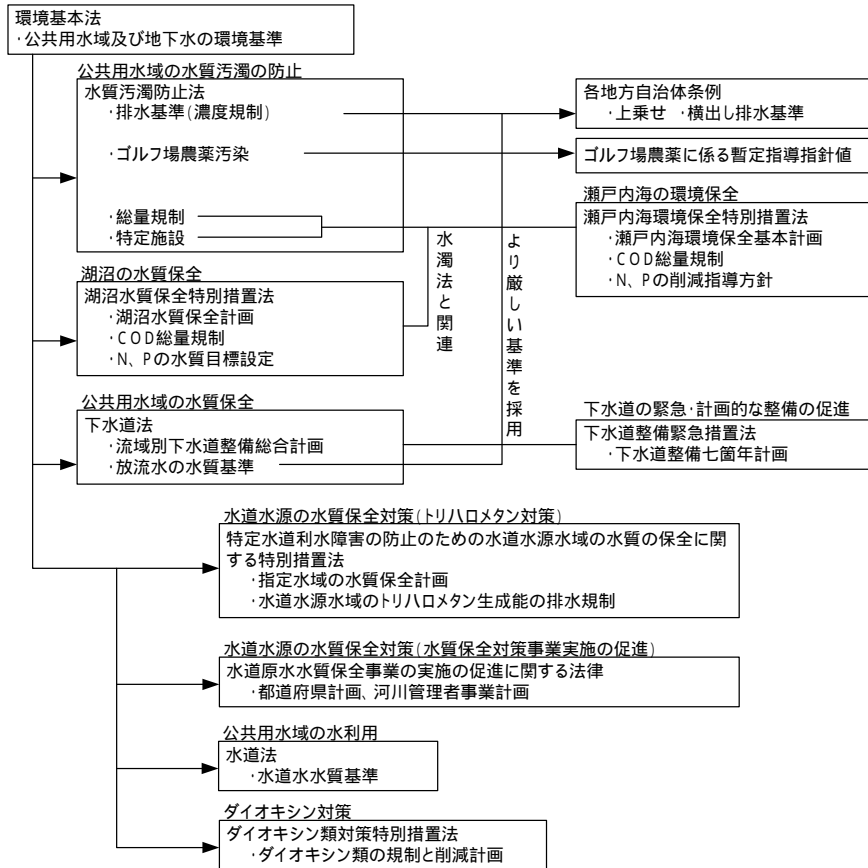 環境基本法
・公共用水域及び地下水の環境基準
公共用水域の水質汚濁の防止
水質汚濁防止法
・排水基準(濃度規制)
・ゴルフ場農薬汚染
・総量規制
・特定施設
各地方自治体条例
・上乗せ ・横出し排水基準
ゴルフ場農薬に係る暫定指導指針値
瀬戸内海の環境保全
瀬戸内海環境保全特別措置法
・瀬戸内海環境保全基本計画
・COD総量規制
・N、Pの削減指導方針
水濁法と関連
より厳しい基準を採用
湖沼の水質保全
湖沼水質保全特別措置法
・湖沼水質保全計画
・COD総量規制
・N、Pの水質目標設定
公共用水域の水質保全
下水道法
・流域別下水道整備総合計画
・放流水の水質基準
下水道の緊急・計画的な整備の促進
下水道整備緊急措置法
・下水道整備七箇年計画
水道水源の水質保全対策(トリハロメタン対策)
特定水道利水障害の防止のための水道水源水域の水質の保全に関
する特別措置法
・指定水域の水質保全計画
・水道水源水域のトリハロメタン生成能の排水規制
水道水源の水質保全対策(水質保全対策事業実施の促進)
水道原水水質保全事業の実施の促進に関する法律
・都道府県計画、河川管理者事業計画
公共用水域の水利用
水道法
・水道水水質基準
ダイオキシン対策
ダイオキシン類対策特別措置法
・ダイオキシン類の規制と削減計画